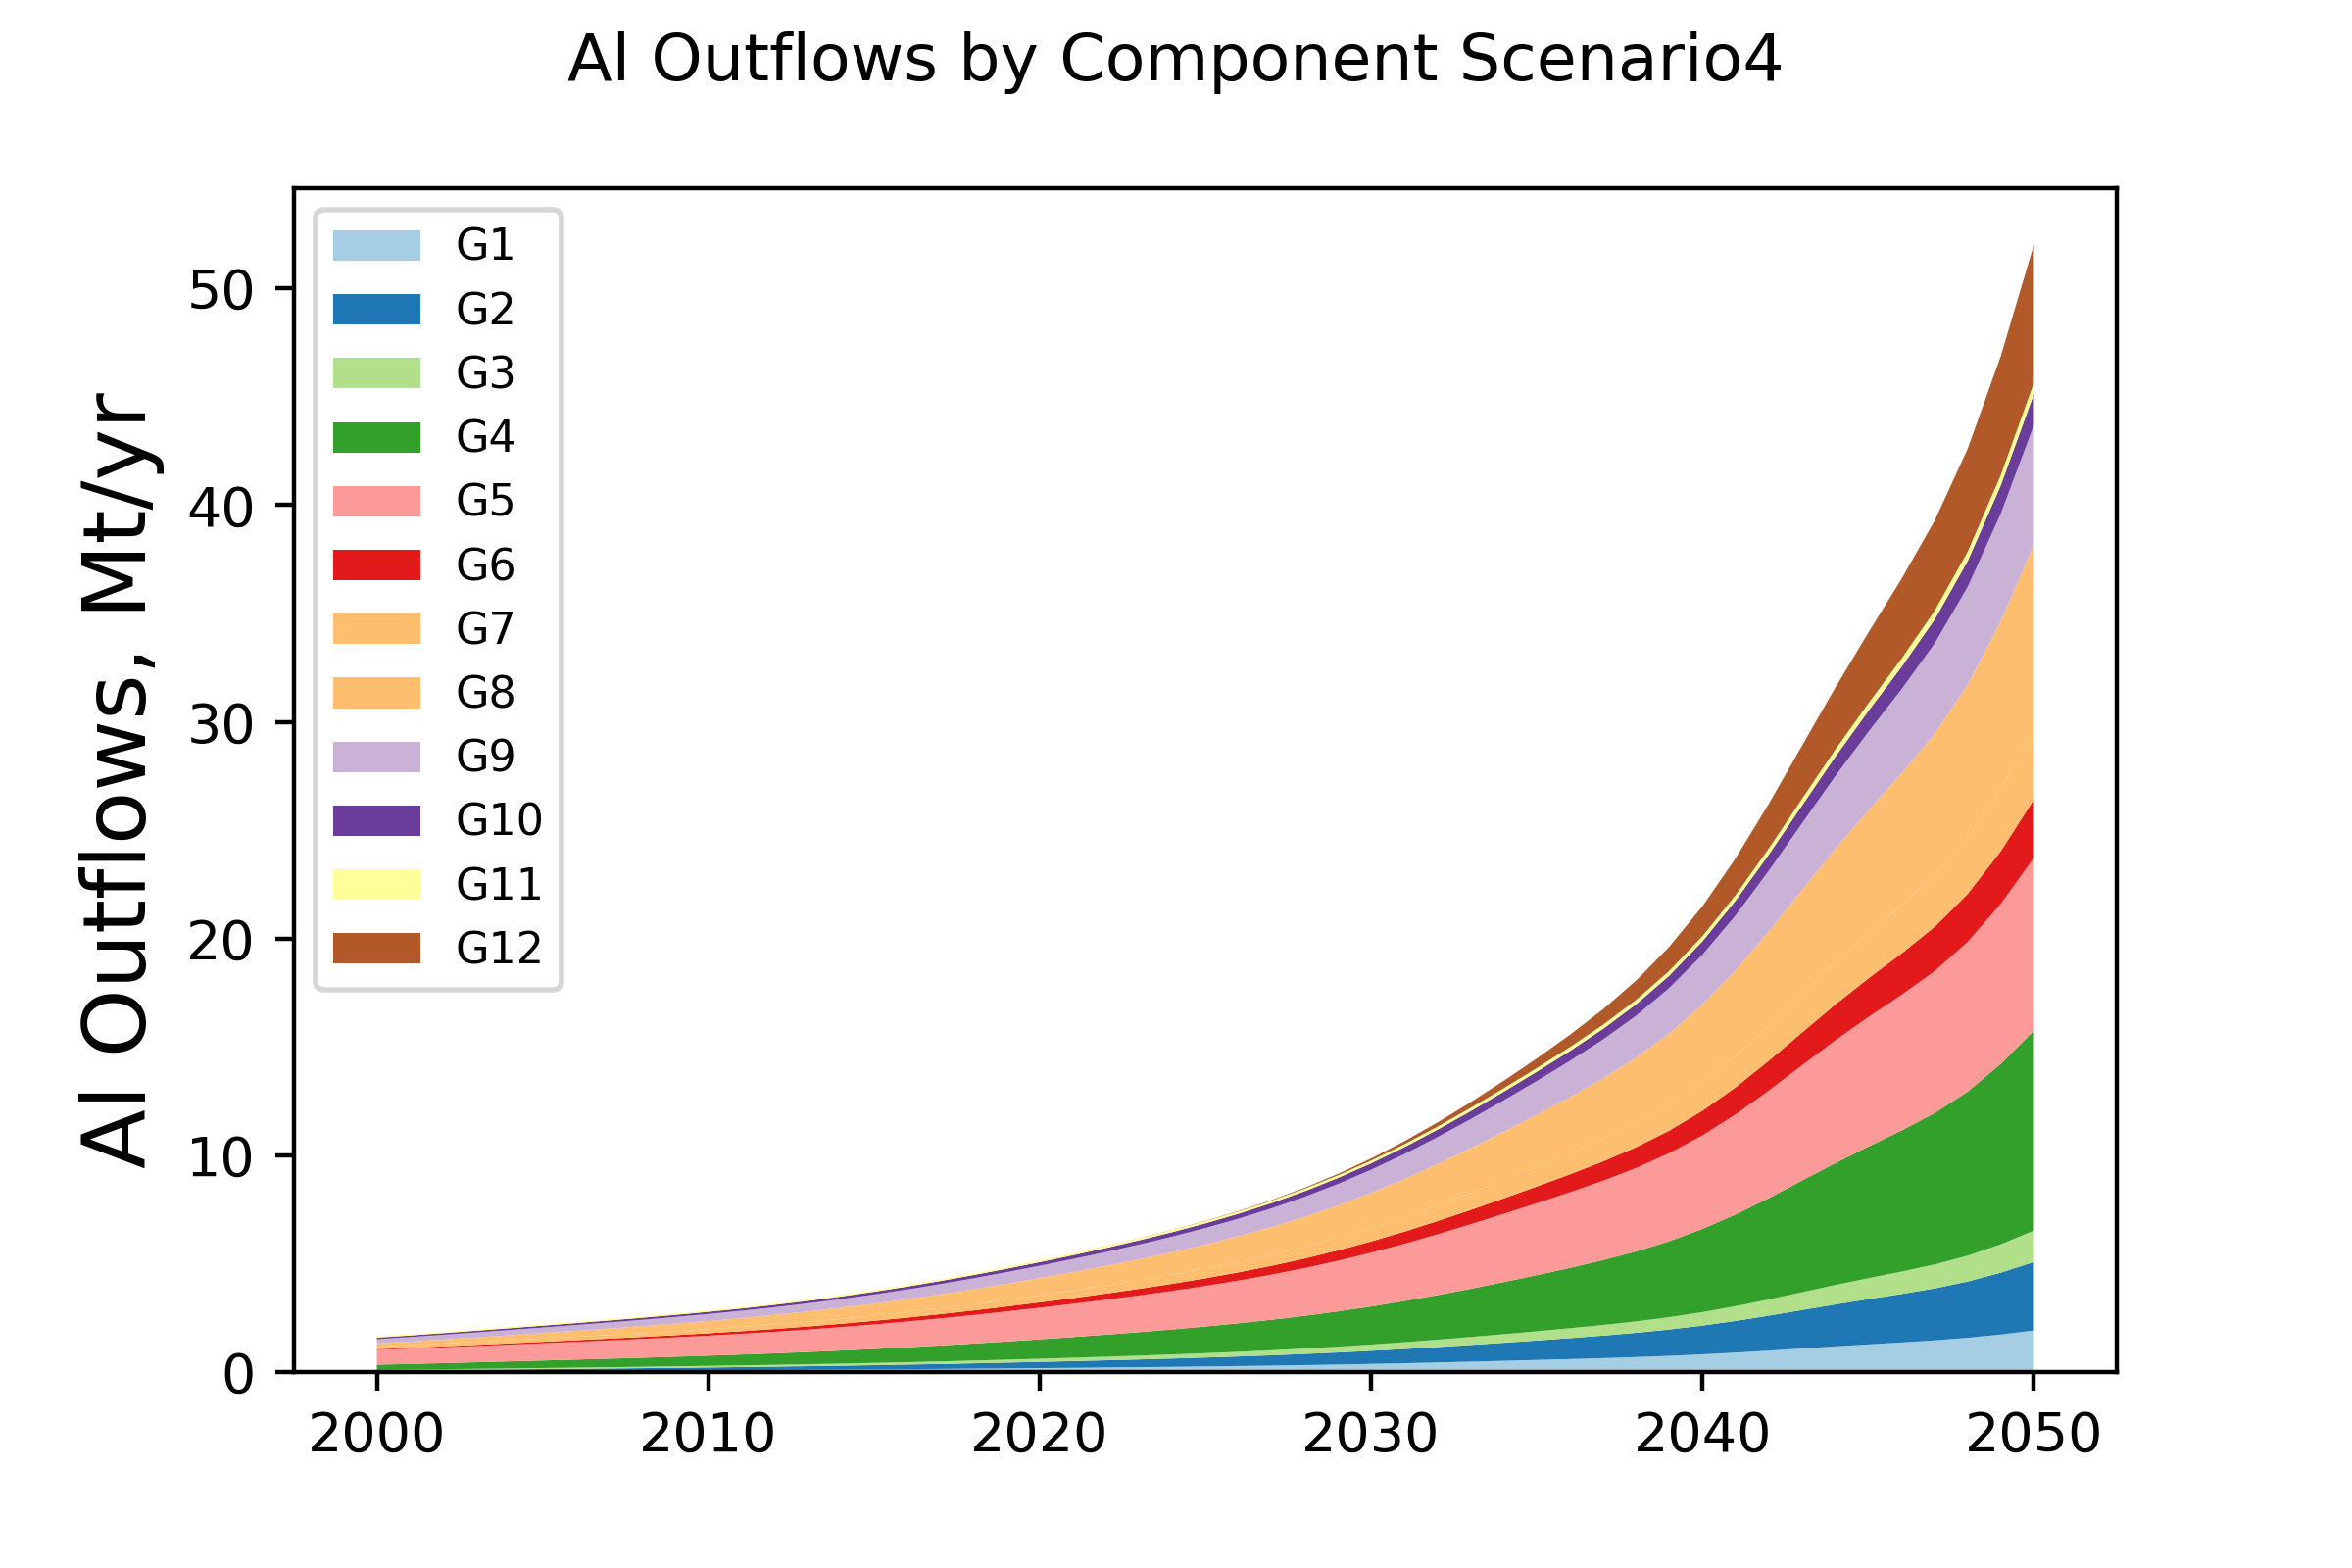 Al Outflows by Component Scenario4
Al Outflows, Mt/yr
50
40
30
20
10
0
G1
G2
G3
G4
G5
G6
G7
G8
G9
G10
G11
G12
2000 2010 2020 2030 2040 2050